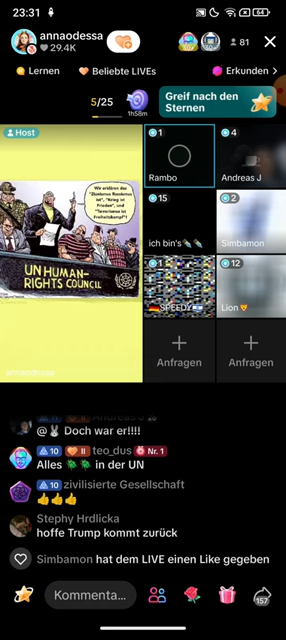 23:31
64
annaodessa
29.4K
81
Lernen
Beliebte LIVEs
Erkunden
5/25
1h58m
Greif nach den
Sternen
Host
1
Rambo
4
Andreas J
Wir erklären das
"Zionismus Rassismus
ist", "Krieg ist
Frieden", und
"Terrorismus ist
Freiheitskampf"!
UN HUMAN-
RIGHTS COUNCIL
annaodessa
15
ich bin's
2
Simbamon
1
SPEEDY
12
Lion
Anfragen
Anfragen
Andreas J
@🐰 Doch war er!!!!
10 II teo_dus Nr. 1
Alles 🪲🪲 in der UN
10 zivilisierte Gesellschaft
👍👍👍
Stephy Hrdlicka
hoffe Trump kommt zurück
Simbamon hat dem LIVE einen Like gegeben
Kommenta...
157